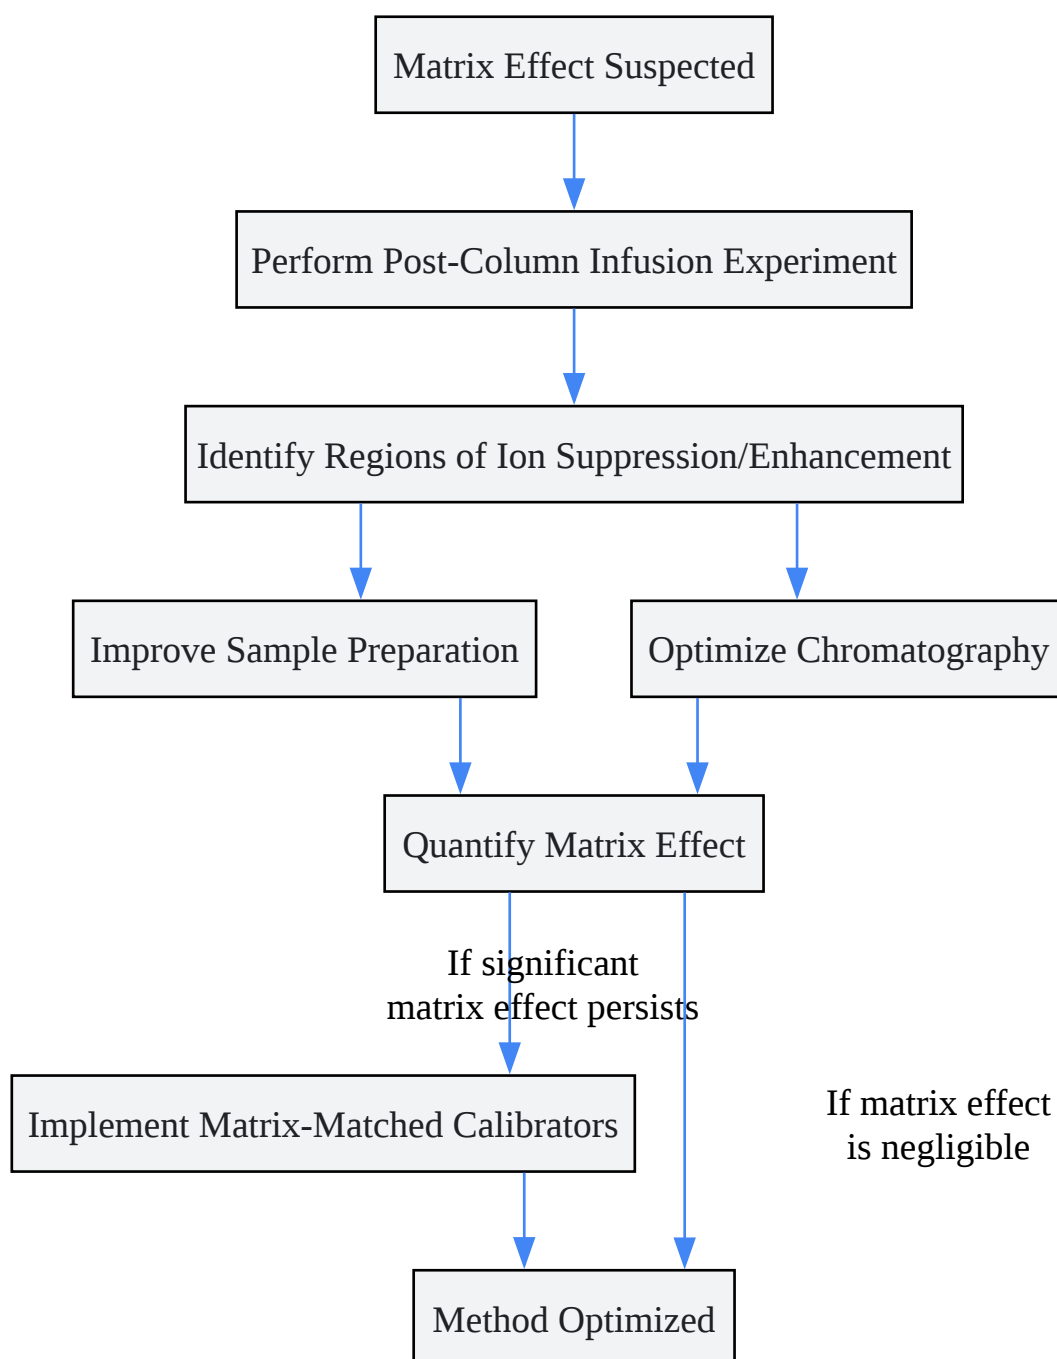 Matrix Effect Suspected
Perform Post-Column Infusion Experiment
Identify Regions of Ion Suppression/Enhancement
Improve Sample Preparation
Optimize Chromatography
Quantify Matrix Effect
If significant
matrix effect persists
Implement Matrix-Matched Calibrators
If matrix effect
is negligible
Method Optimized